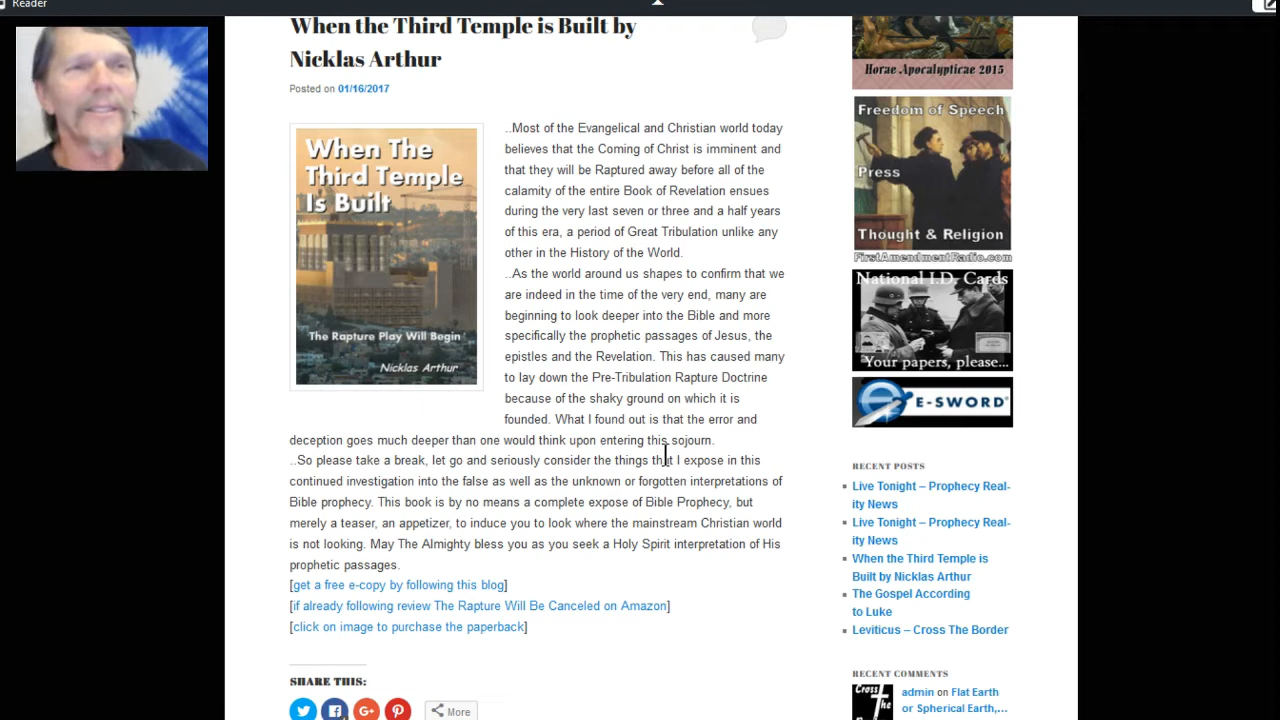 Reader
When the Third Temple is Built by
Nicklas Arthur
Posted on 01/16/2017
When The
Third Temple
Is Built
The Rapture Play Will Begin
Nicklas Arthur
..Most of the Evangelical and Christian world today
believes that the Coming of Christ is imminent and
that they will be Raptured away before all of the
calamity of the entire Book of Revelation ensues
during the very last seven or three and a half years
of this era, a period of Great Tribulation unlike any
other in the History of the World.
..As the world around us shapes to confirm that we
are indeed in the time of the very end, many are
beginning to look deeper into the Bible and more
specifically the prophetic passages of Jesus, the
epistles and the Revelation. This has caused many
to lay down the Pre-Tribulation Rapture Doctrine
because of the shaky ground on which it is
founded. What I found out is that the error and
deception goes much deeper than one would think upon entering this sojourn.
..So please take a break, let go and seriously consider the things that I expose in this
continued investigation into the false as well as the unknown or forgotten interpretations of
Bible prophecy. This book is by no means a complete expose of Bible Prophecy, but
merely a teaser, an appetizer, to induce you to look where the mainstream Christian world
is not looking. May The Almighty bless you as you seek a Holy Spirit interpretation of His
prophetic passages.
[get a free e-copy by following this blog]
[if already following review The Rapture Will Be Canceled on Amazon]
[click on image to purchase the paperback]
SHARE THIS:
More
Horae Apocalypticae 2015
Freedom of Speech
Press
Thought & Religion
FirstAmendmentRadio.com
National I.D. Cards
Your papers, please...
E-SWORD
RECENT POSTS
Live Tonight – Prophecy Real-
ity News
Live Tonight – Prophecy Real-
ity News
When the Third Temple is
Built by Nicklas Arthur
The Gospel According
to Luke
Leviticus – Cross The Border
RECENT COMMENTS
Cross
the
admin on Flat Earth
or Spherical Earth,...